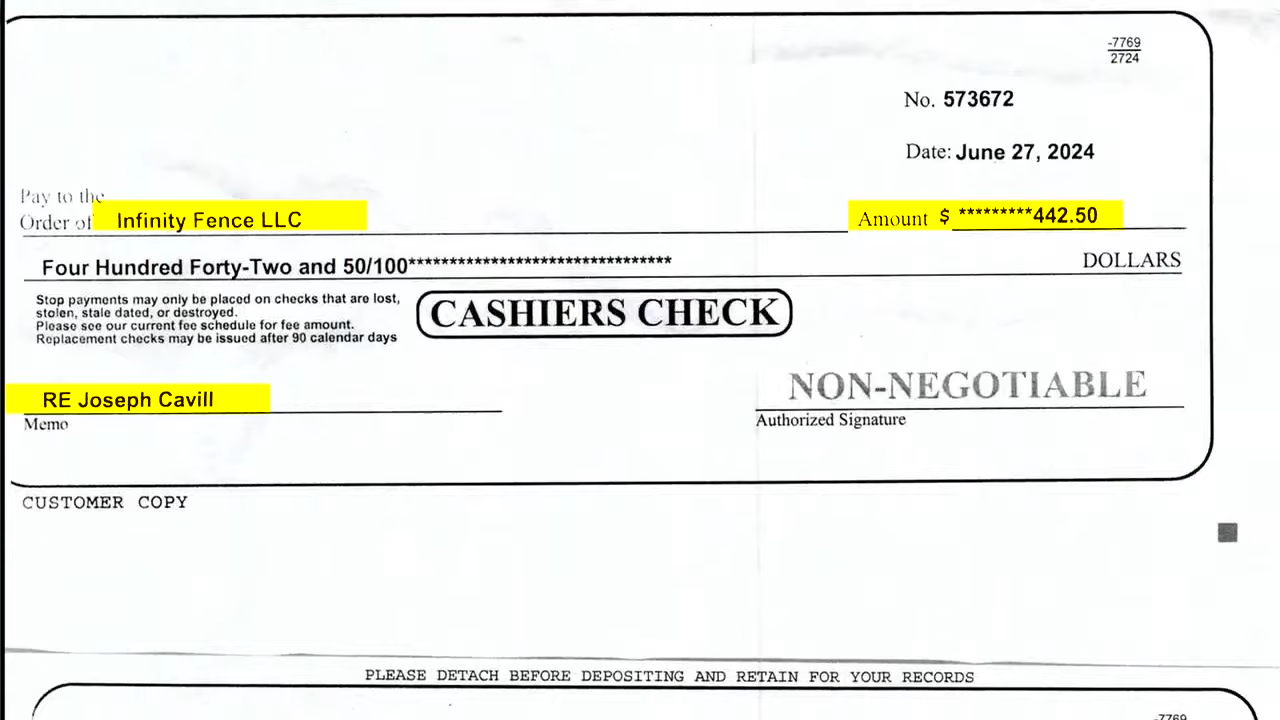 -7769
2724
No. 573672
Date: June 27, 2024
Pay to the
Order of Infinity Fence LLC
Amount $ *********442.50
Four Hundred Forty-Two and 50/100********************************
DOLLARS
Stop payments may only be placed on checks that are lost,
stolen, stale dated, or destroyed.
Please see our current fee schedule for fee amount.
Replacement checks may be issued after 90 calendar days
CASHIERS CHECK
RE Joseph Cavill
Memo
NON-NEGOTIABLE
Authorized Signature
CUSTOMER COPY
PLEASE DETACH BEFORE DEPOSITING AND RETAIN FOR YOUR RECORDS
-7769